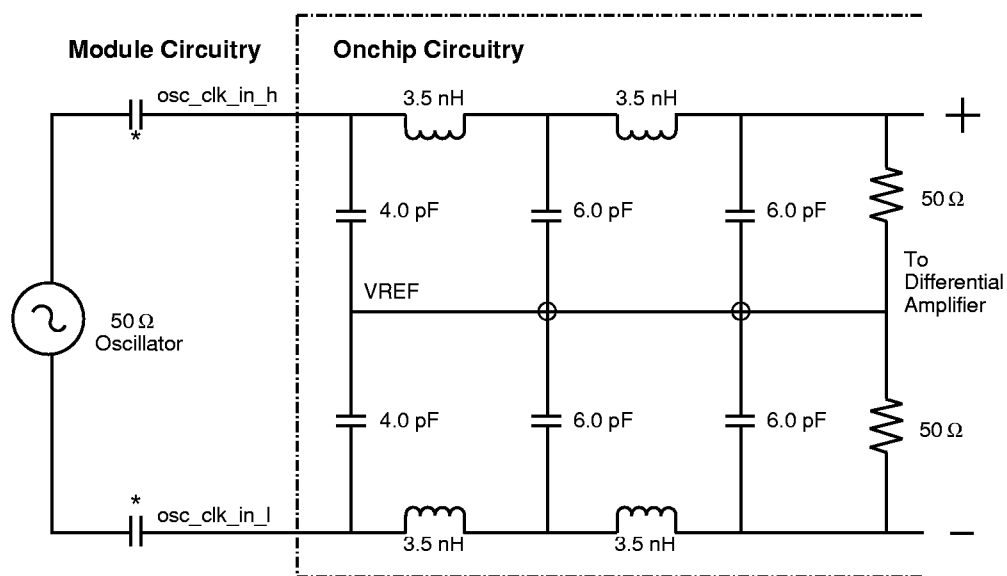 Module Circuitry
Onchip Circuitry
osc_clk_in_h
3.5 nH
3.5 nH
+
*
4.0 pF
6.0 pF
6.0 pF
50 Ω
To
Differential
Amplifier
VREF
50 Ω
Oscillator
4.0 pF
6.0 pF
6.0 pF
50 Ω
*
osc_clk_in_l
3.5 nH
3.5 nH
−